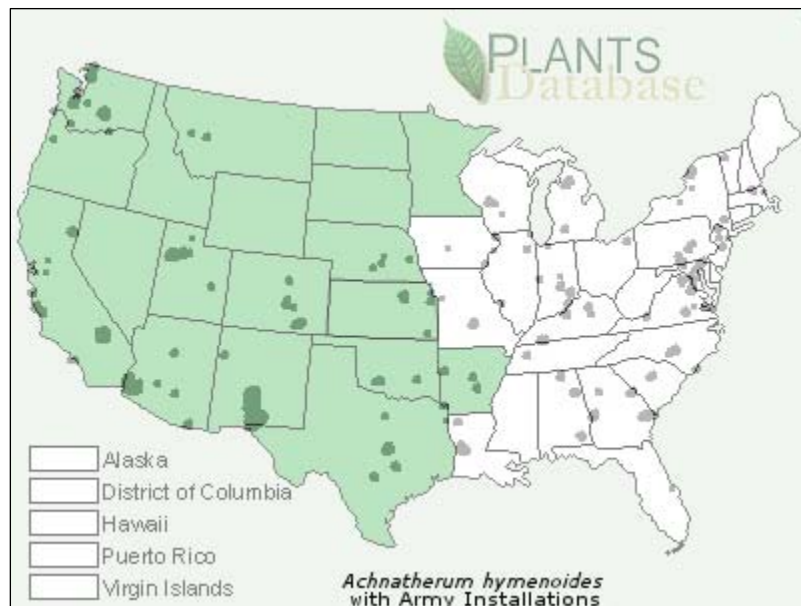 PLANTS
Database
Alaska
District of Columbia
Hawaii
Puerto Rico
Virgin Islands
Achnatherum hymenoides
with Army Installations